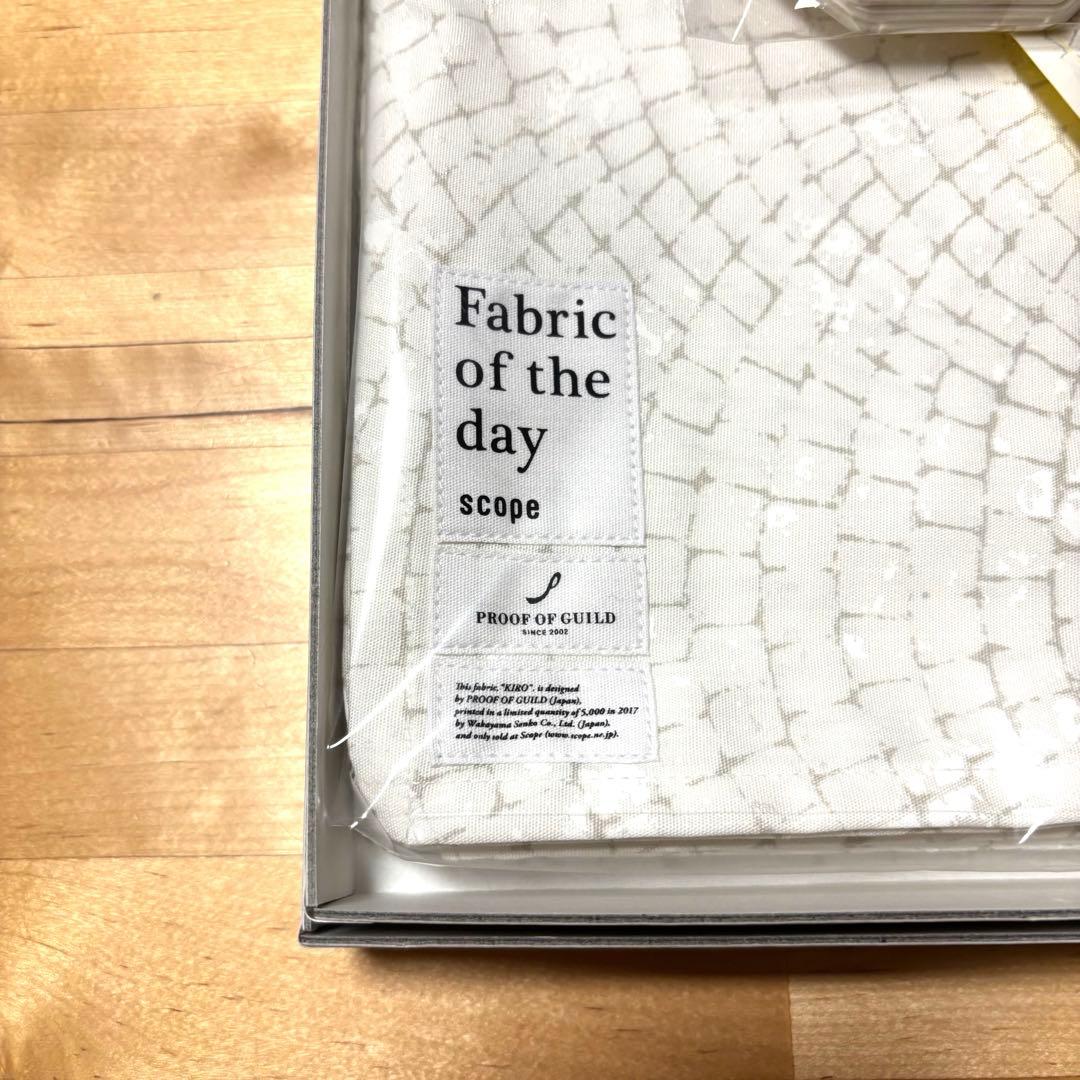 Fabric
of the
day
scope
PROOF OF GUILD
SINCE 2002
This fabric, "KIRO", is designed
by PROOF OF GUILD (Japan),
printed in a limited quantity of 5,000 in 2017
by Wakayama Senko Co., Ltd. (Japan),
and only sold at Scope (www.scope.ne.jp).